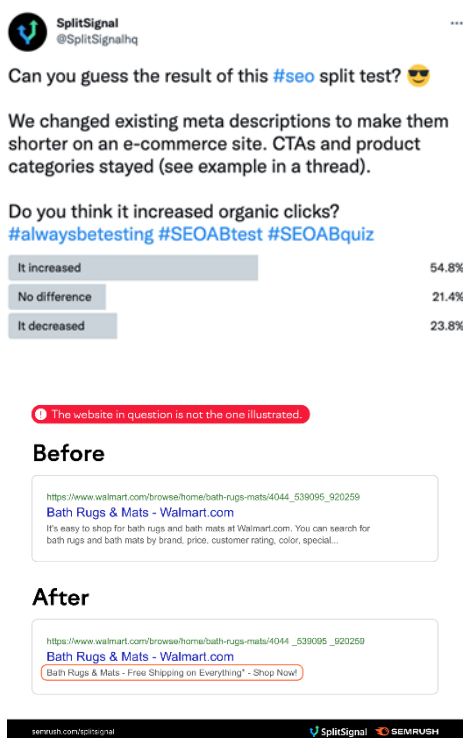 SplitSignal
@SplitSignalhq
Can you guess the result of this #seo split test? 😎
We changed existing meta descriptions to make them
shorter on an e-commerce site. CTAs and product
categories stayed (see example in a thread).
Do you think it increased organic clicks?
#alwaysbetesting #SEOABtest #SEOABquiz
It increased 54.8%
No difference 21.4%
It decreased 23.8%
The website in question is not the one illustrated.
Before
https://www.walmart.com/browse/home/bath-rugs-mats/4044_539095_920259
Bath Rugs & Mats - Walmart.com
It's easy to shop for bath rugs and bath mats at Walmart.com. You can search for
bath rugs and bath mats by brand, price, customer rating, color, special...
After
https://www.walmart.com/browse/home/bath-rugs-mats/4044 _539095 _920259
Bath Rugs & Mats - Walmart.com
Bath Rugs & Mats - Free Shipping on Everything* - Shop Now!
semrush.com/splitsignal SplitSignal SEMRUSH